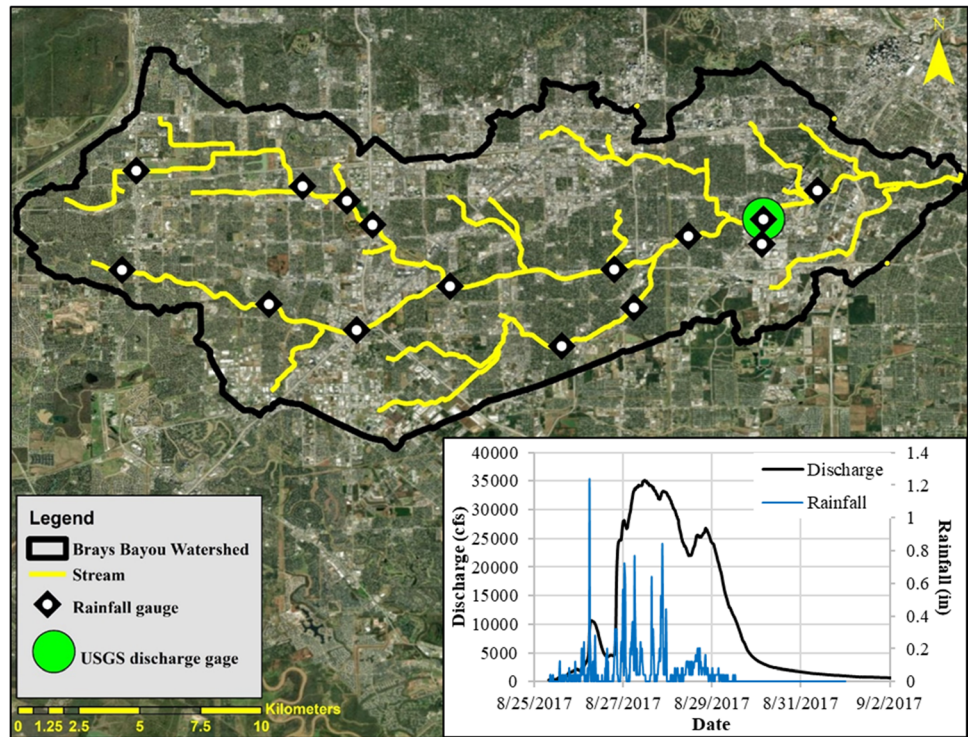 N
Legend
Brays Bayou Watershed
Stream
Rainfall gauge
USGS discharge gage
Kilometers
0 1.25 2.5 5 7.5 10
40000
35000
30000
25000
20000
15000
10000
5000
0
Discharge (cfs)
Discharge
Rainfall
1.4
1.2
1
0.8
0.6
0.4
0.2
0
Rainfall (in)
8/25/2017 8/27/2017 8/29/2017 8/31/2017 9/2/2017
Date